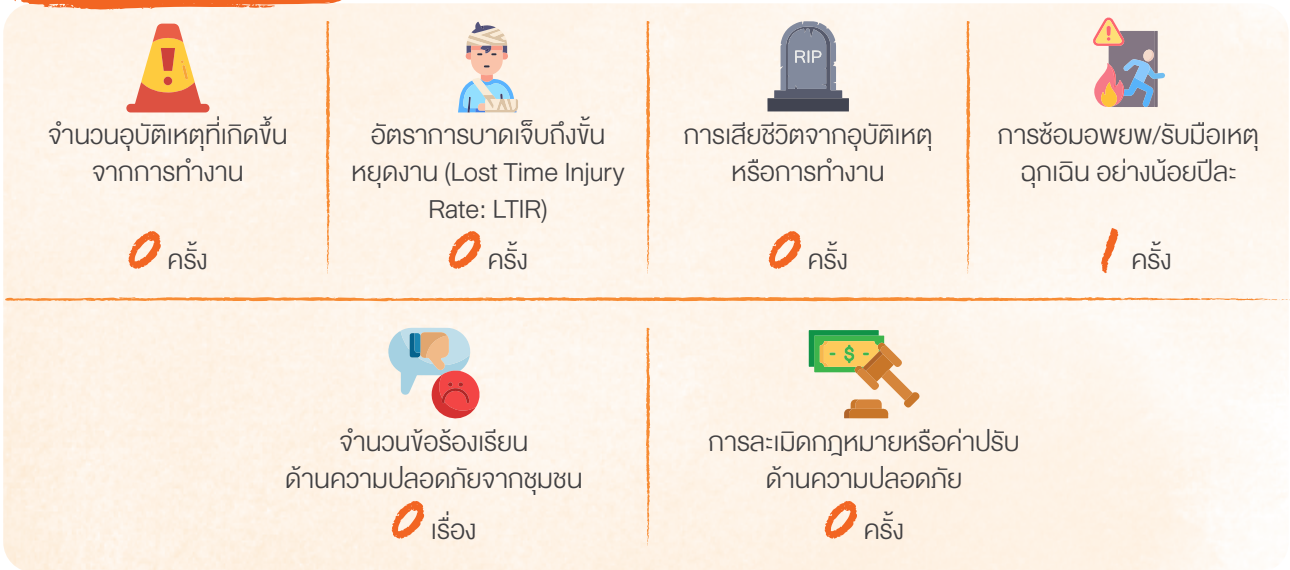 จำนวนอุบัติเหตุที่เกิดขึ้น
จากการทำงาน
0 ครั้ง
อัตราการบาดเจ็บถึงขั้น
หยุดงาน (Lost Time Injury
Rate: LTIR)
0 ครั้ง
RIP
การเสียชีวิตจากอุบัติเหตุ
หรือการทำงาน
0 ครั้ง
การซ้อมอพยพ/รับมือเหตุ
ฉุกเฉิน อย่างน้อยปีละ
1 ครั้ง
จำนวนข้อร้องเรียน
ด้านความปลอดภัยจากชุมชน
0 เรื่อง
- $ -
การละเมิดกฎหมายหรือค่าปรับ
ด้านความปลอดภัย
0 ครั้ง